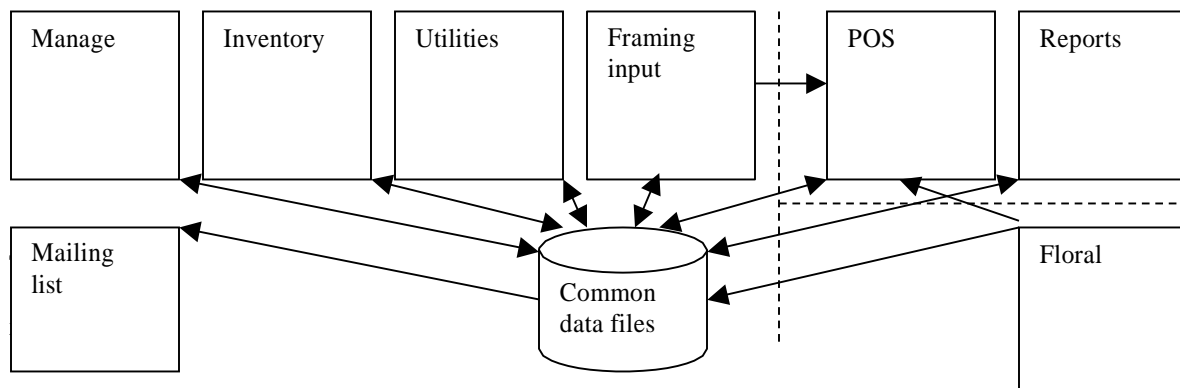 Manage
Inventory
Utilities
Framing
input
POS
Reports
Mailing
list
Common
data files
Floral